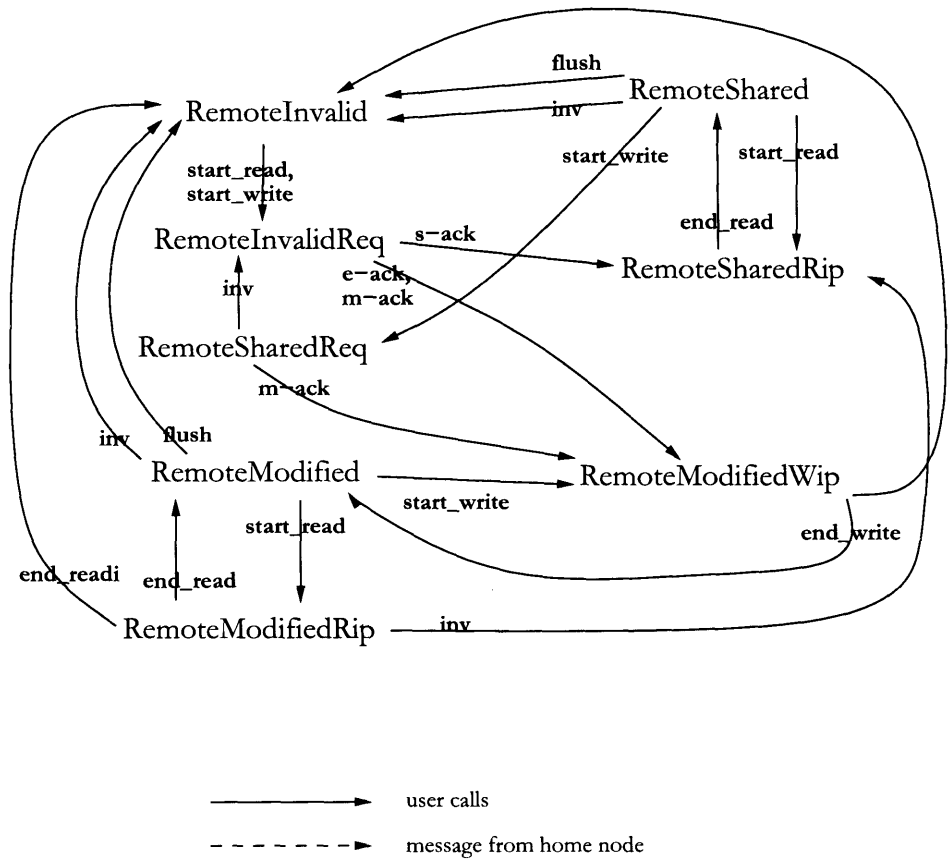 flush
RemoteShared
RemoteInvalid
inv
start_write
start_read
start_read,
start_write
end_read
s-ack
RemoteInvalidReq
RemoteSharedRip
e-ack,
m-ack
inv
RemoteSharedReq
m-ack
inv
flush
RemoteModified
RemoteModifiedWip
start_write
start_read
end_write
end_readi
end_read
RemoteModifiedRip
inv
user calls
message from home node